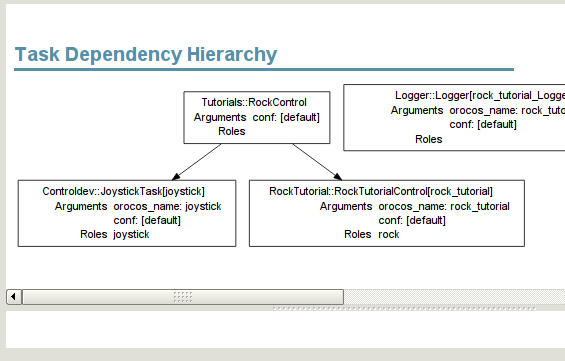 Task Dependency Hierarchy
Tutorials::RockControl
Arguments conf: [default]
Roles
Logger::Logger[rock_tutorial_Logge
Arguments orocos_name: rock_tuto
conf: [default]
Roles
Controldev::JoystickTask[joystick]
Arguments orocos_name: joystick
conf: [default]
Roles joystick
RockTutorial::RockTutorialControl[rock_tutorial]
Arguments orocos_name: rock_tutorial
conf: [default]
Roles rock